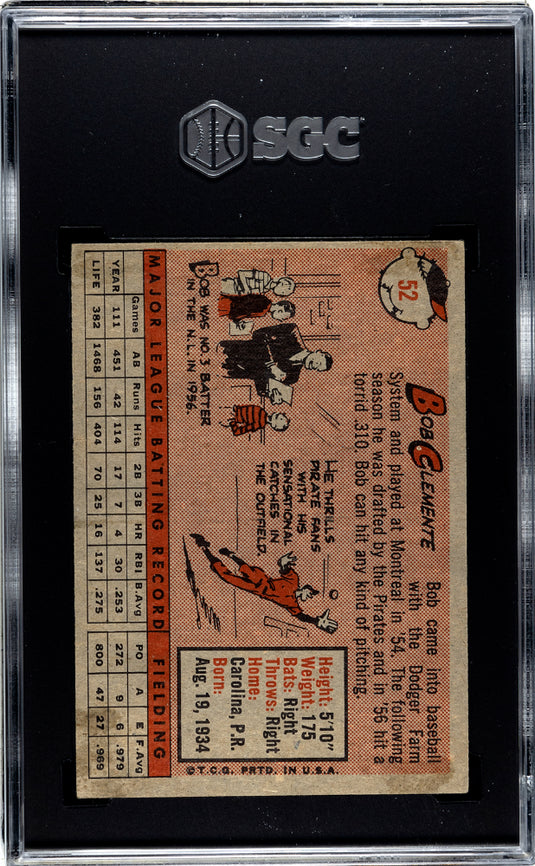 SGC
52
BOB CLEMENTE
Bob came into baseball
with the Dodger Farm
System and played at Montreal in '54. The following
season he was drafted by the Pirates and in '56 hit a
torrid .310. Bob can hit any kind of pitching.
BOB WAS NO 3 BATTER
IN THE N.L. IN 1956.
HE THRILLS
PIRATE FANS
WITH HIS
SENSATIONAL
CATCHES IN
THE OUTFIELD.
Height: 5'10"
Weight: 175
Bats: Right
Throws: Right
Home:
Carolina, P.R.
Born:
Aug. 19, 1934
©T.C.G. PRTD. IN U.S.A.
MAJOR LEAGUE BATTING RECORD FIELDING
Games AB Runs Hits 2B 3B HR RBI B.Avg PO A E F.Avg
YEAR 111 451 42 114 17 7 4 30 .253 272 9 6 .979
LIFE 382 1468 156 404 70 25 16 137 .275 800 47 27 .969